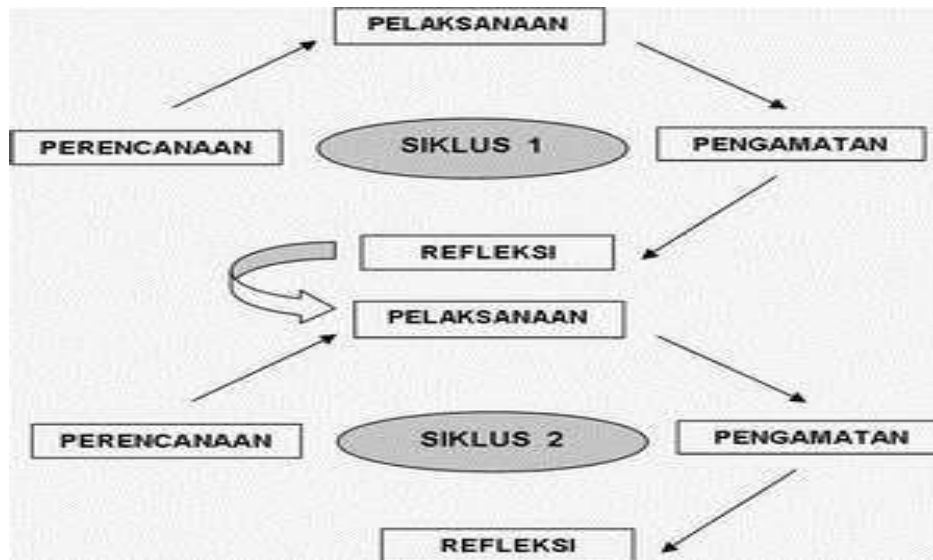 PELAKSANAAN
PERENCANAAN
SIKLUS 1
PENGAMATAN
REFLEKSI
PELAKSANAAN
PERENCANAAN
SIKLUS 2
PENGAMATAN
REFLEKSI